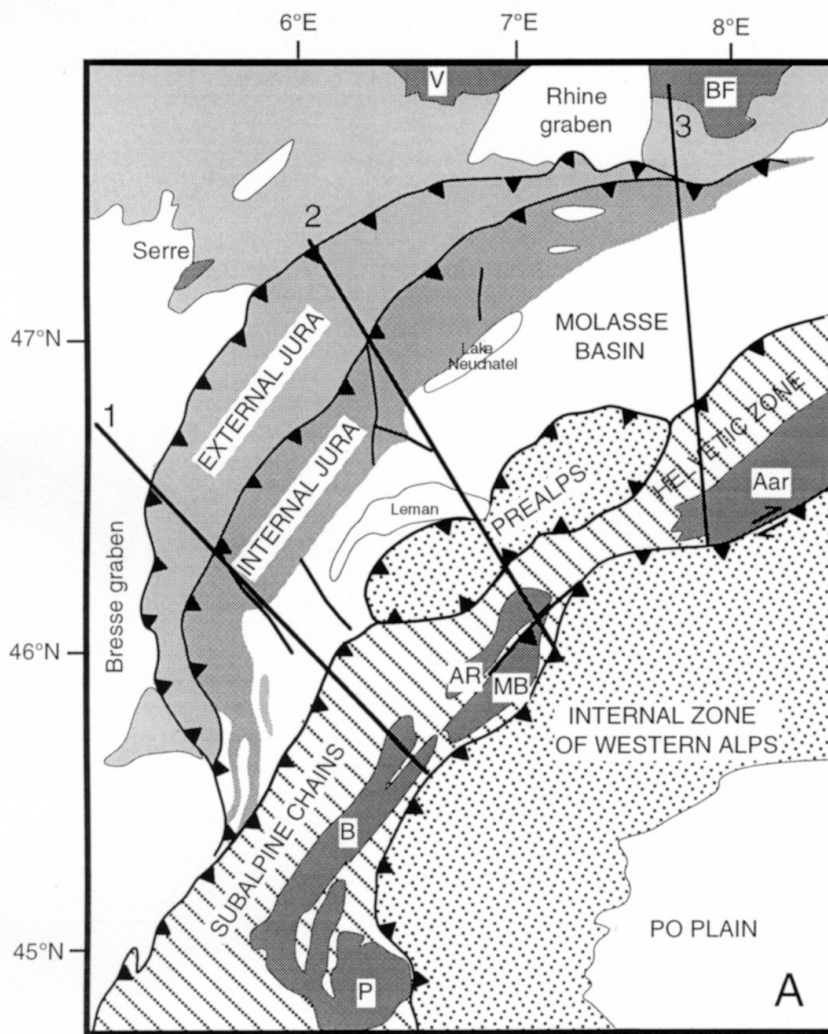 6°E
7°E
8°E
V
BF
Rhine
graben
3
2
Serre
47°N
MOLASSE
BASIN
Lake
Neuchatel
EXTERNAL JURA
1
INTERNAL JURA
HELVETIC ZONE
Aar
PREALPS
Leman
Bresse graben
46°N
AR
MB
INTERNAL ZONE
OF WESTERN ALPS
SUBALPINE CHAINS
B
45°N
PO PLAIN
P
A